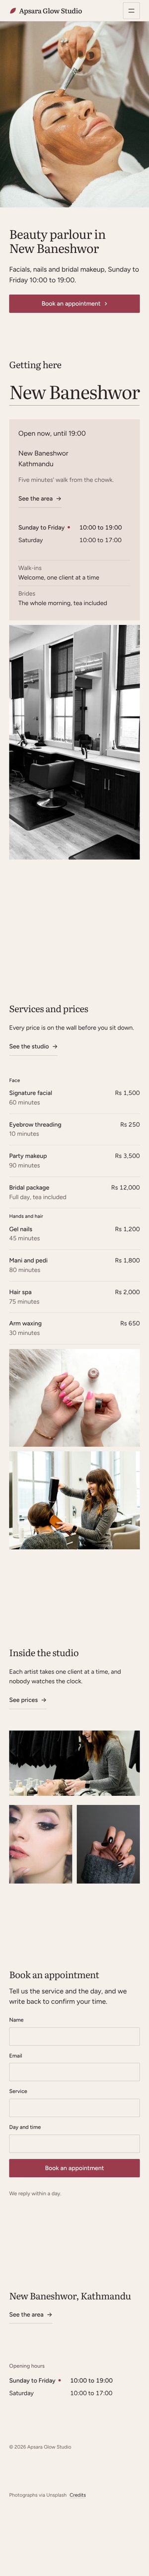 Apsara Glow Studio
Beauty parlour in
New Baneshwor
Facials, nails and bridal makeup, Sunday to
Friday 10:00 to 19:00.
Book an appointment
Getting here
New Baneshwor
Open now, until 19:00
New Baneshwor
Kathmandu
Five minutes' walk from the chowk.
See the area →
Sunday to Friday 10:00 to 19:00
Saturday 10:00 to 17:00
Walk-ins
Welcome, one client at a time
Brides
The whole morning, tea included
Services and prices
Every price is on the wall before you sit down.
See the studio →
Face
Signature facial Rs 1,500
60 minutes
Eyebrow threading Rs 250
10 minutes
Party makeup Rs 3,500
90 minutes
Bridal package Rs 12,000
Full day, tea included
Hands and hair
Gel nails Rs 1,200
45 minutes
Mani and pedi Rs 1,800
80 minutes
Hair spa Rs 2,000
75 minutes
Arm waxing Rs 650
30 minutes
Inside the studio
Each artist takes one client at a time, and
nobody watches the clock.
See prices →
Book an appointment
Tell us the service and the day, and we
write back to confirm your time.
Name
Email
Service
Day and time
Book an appointment
We reply within a day.
New Baneshwor, Kathmandu
See the area →
Opening hours
Sunday to Friday 10:00 to 19:00
Saturday 10:00 to 17:00
© 2026 Apsara Glow Studio
Photographs via Unsplash Credits